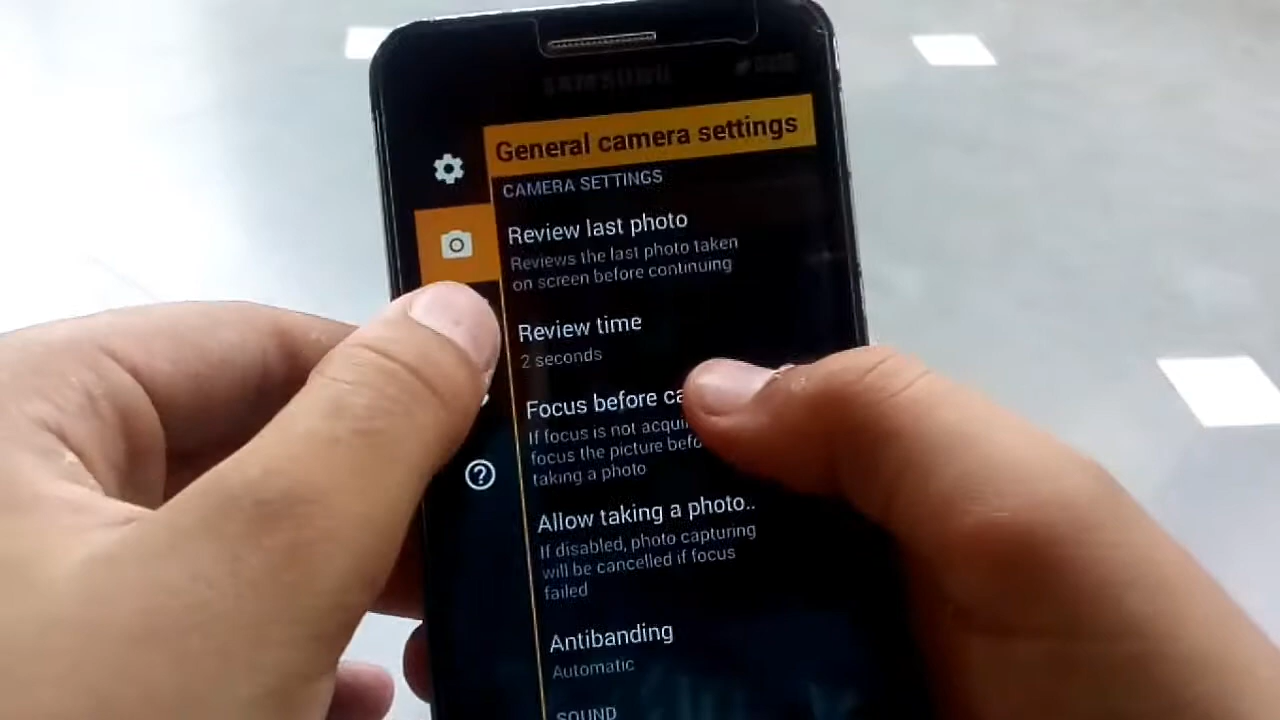 SAMSUNG
General camera settings
CAMERA SETTINGS
Review last photo
Reviews the last photo taken
on screen before continuing
Review time
2 seconds
Focus before ca
If focus is not acqui
focus the picture befo
taking a photo
Allow taking a photo..
If disabled, photo capturing
will be cancelled if focus
failed
Antibanding
Automatic
SOUND